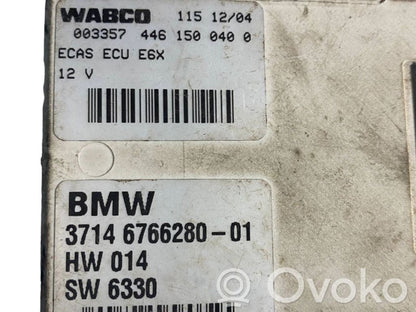 WABCO 115 12/04
003357 446 150 040 0
ECAS ECU E6X
12 V
BMW
3714 6766280-01
HW 014
SW 6330
Ovoko